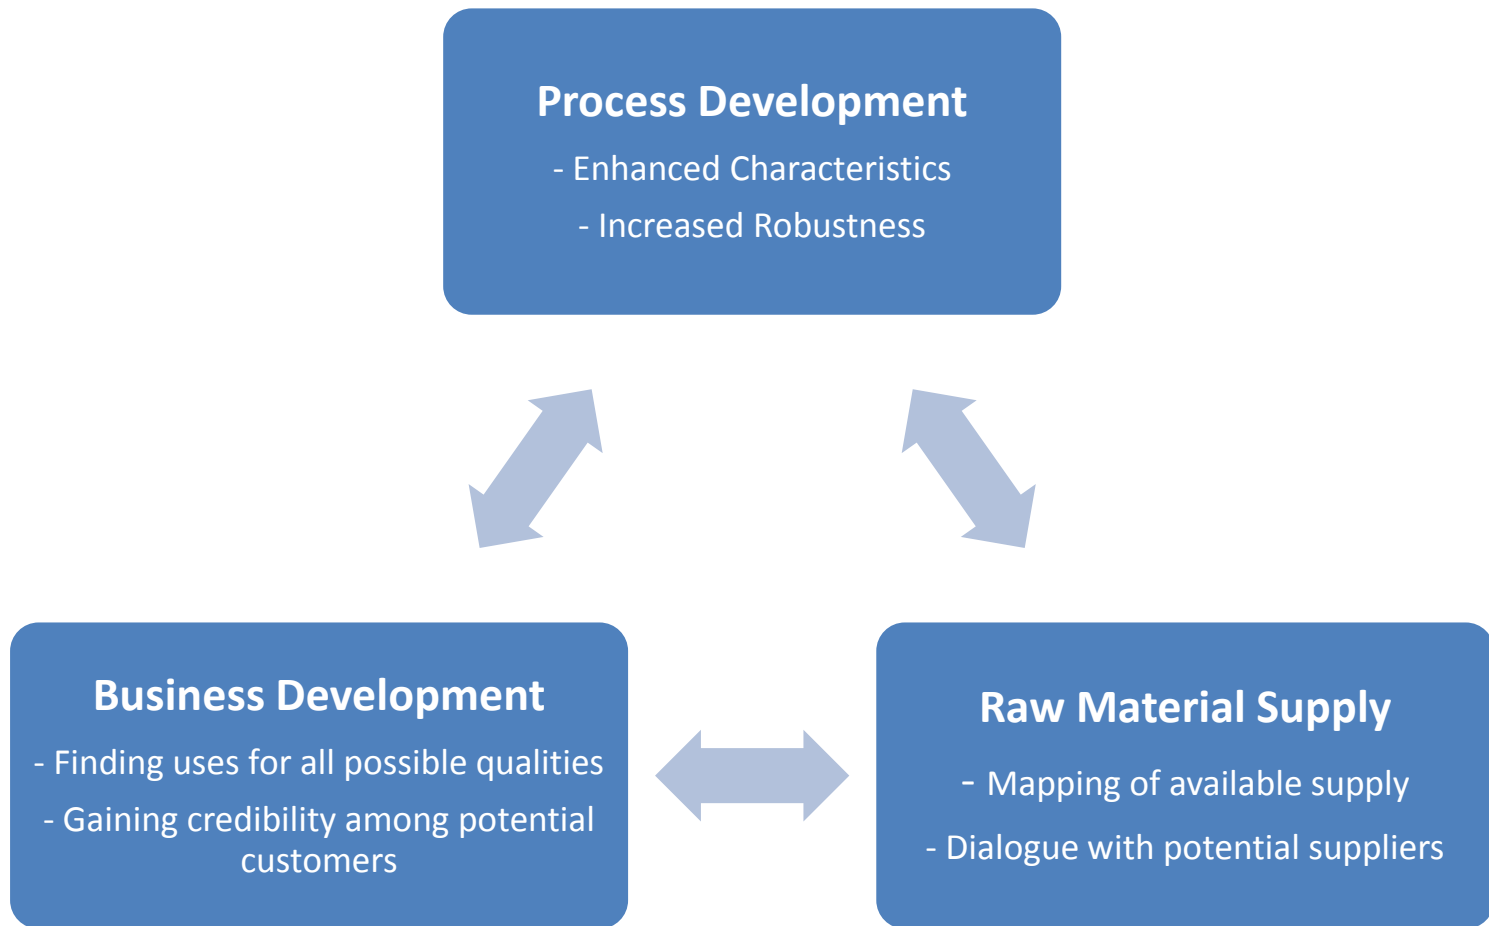 Process Development
- Enhanced Characteristics
- Increased Robustness
Business Development
- Finding uses for all possible qualities
- Gaining credibility among potential
customers
Raw Material Supply
- Mapping of available supply
- Dialogue with potential suppliers